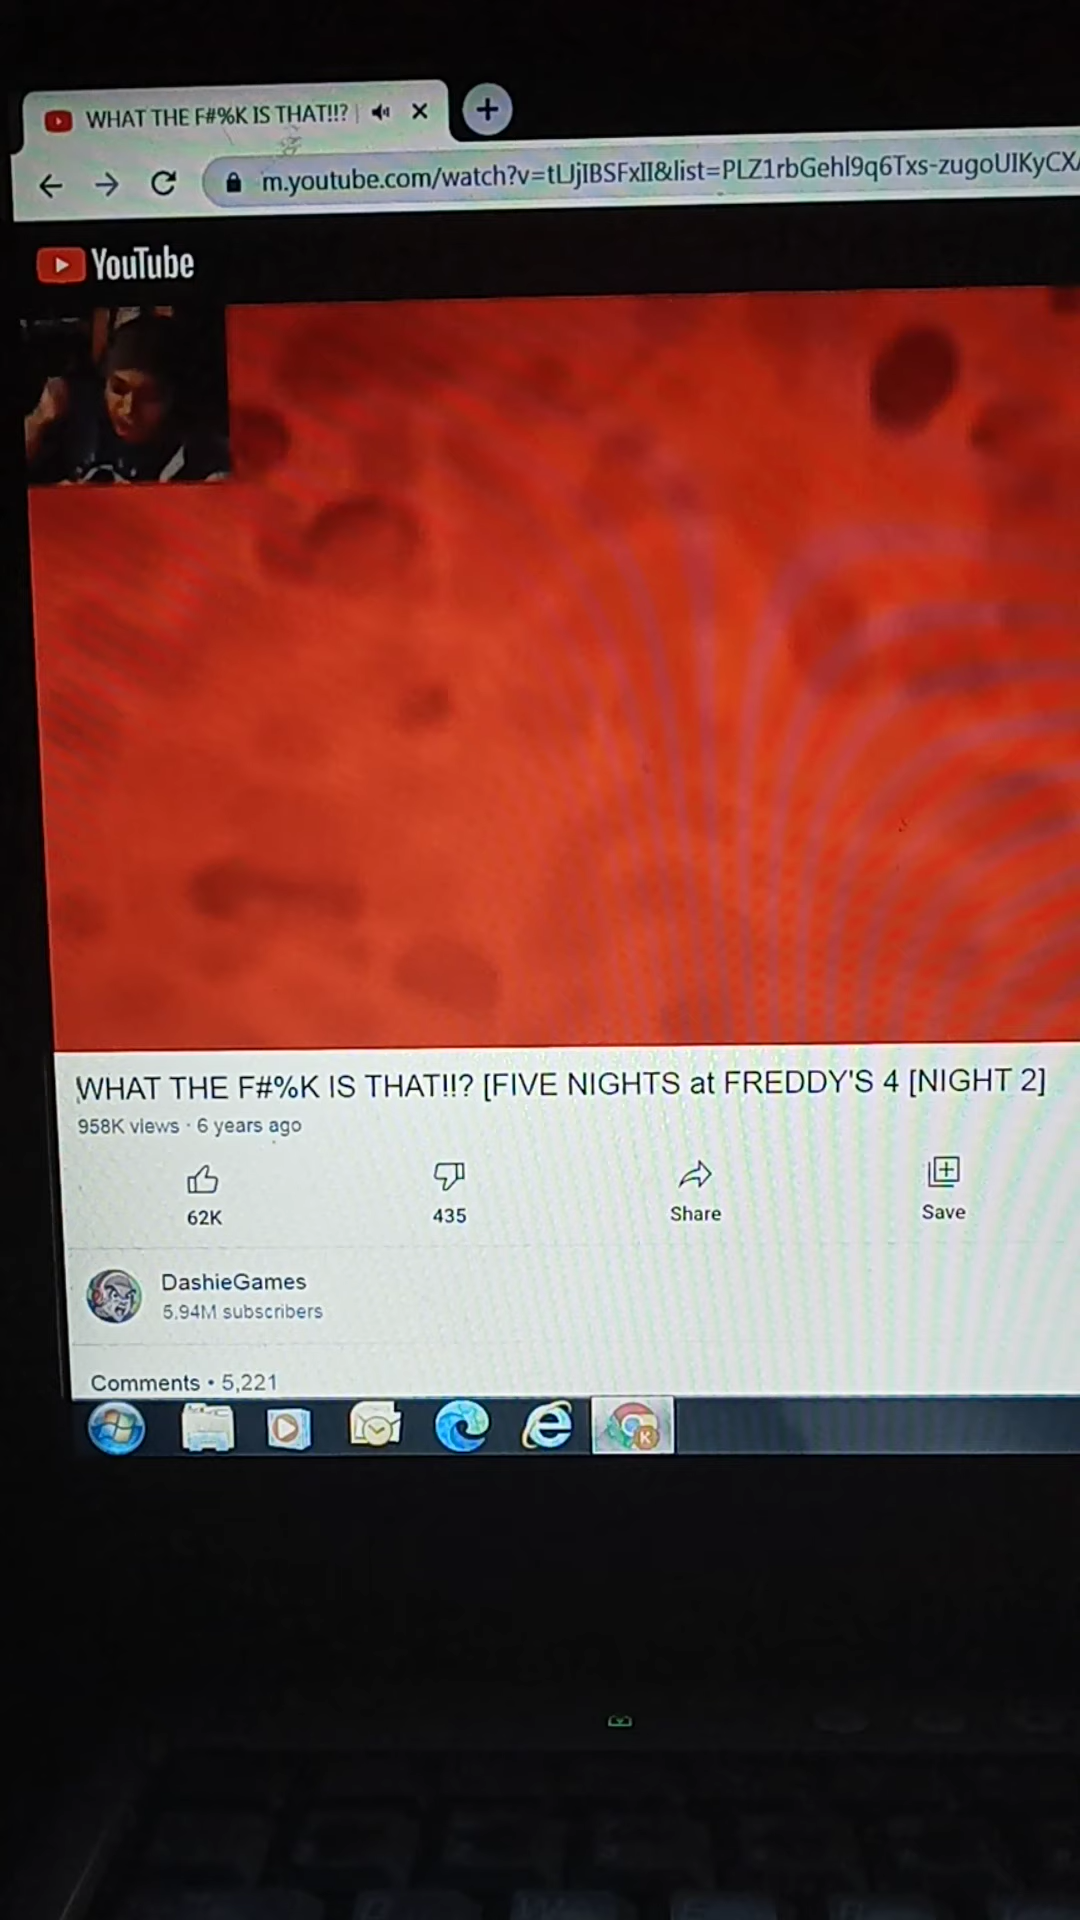 WHAT THE F#%K IS THAT!!? |
m.youtube.com/watch?v=tUjIBSFxII&list=PLZ1rbGehl9q6Txs-zugoUIKyCX
YouTube
WHAT THE F#%K IS THAT!!? [FIVE NIGHTS at FREDDY'S 4 [NIGHT 2]
958K views · 6 years ago
62K
435
Share
Save
DashieGames
5.94M subscribers
Comments • 5,221
K